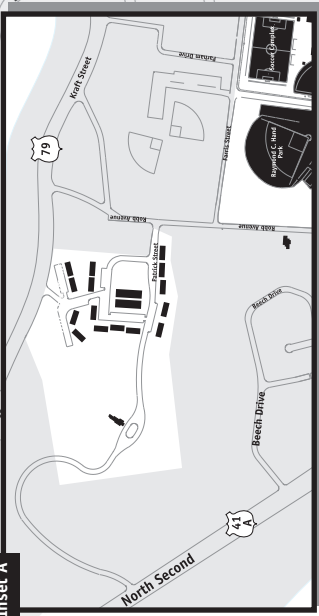 Kraft Street
79
Farham Drive
Soccer Complex
Farris Street
Raymond C. Hand
Park
Robb Avenue
Robb Avenue
Patrick Street
Beech Drive
Beech Drive
41
A
North Second
Inset A